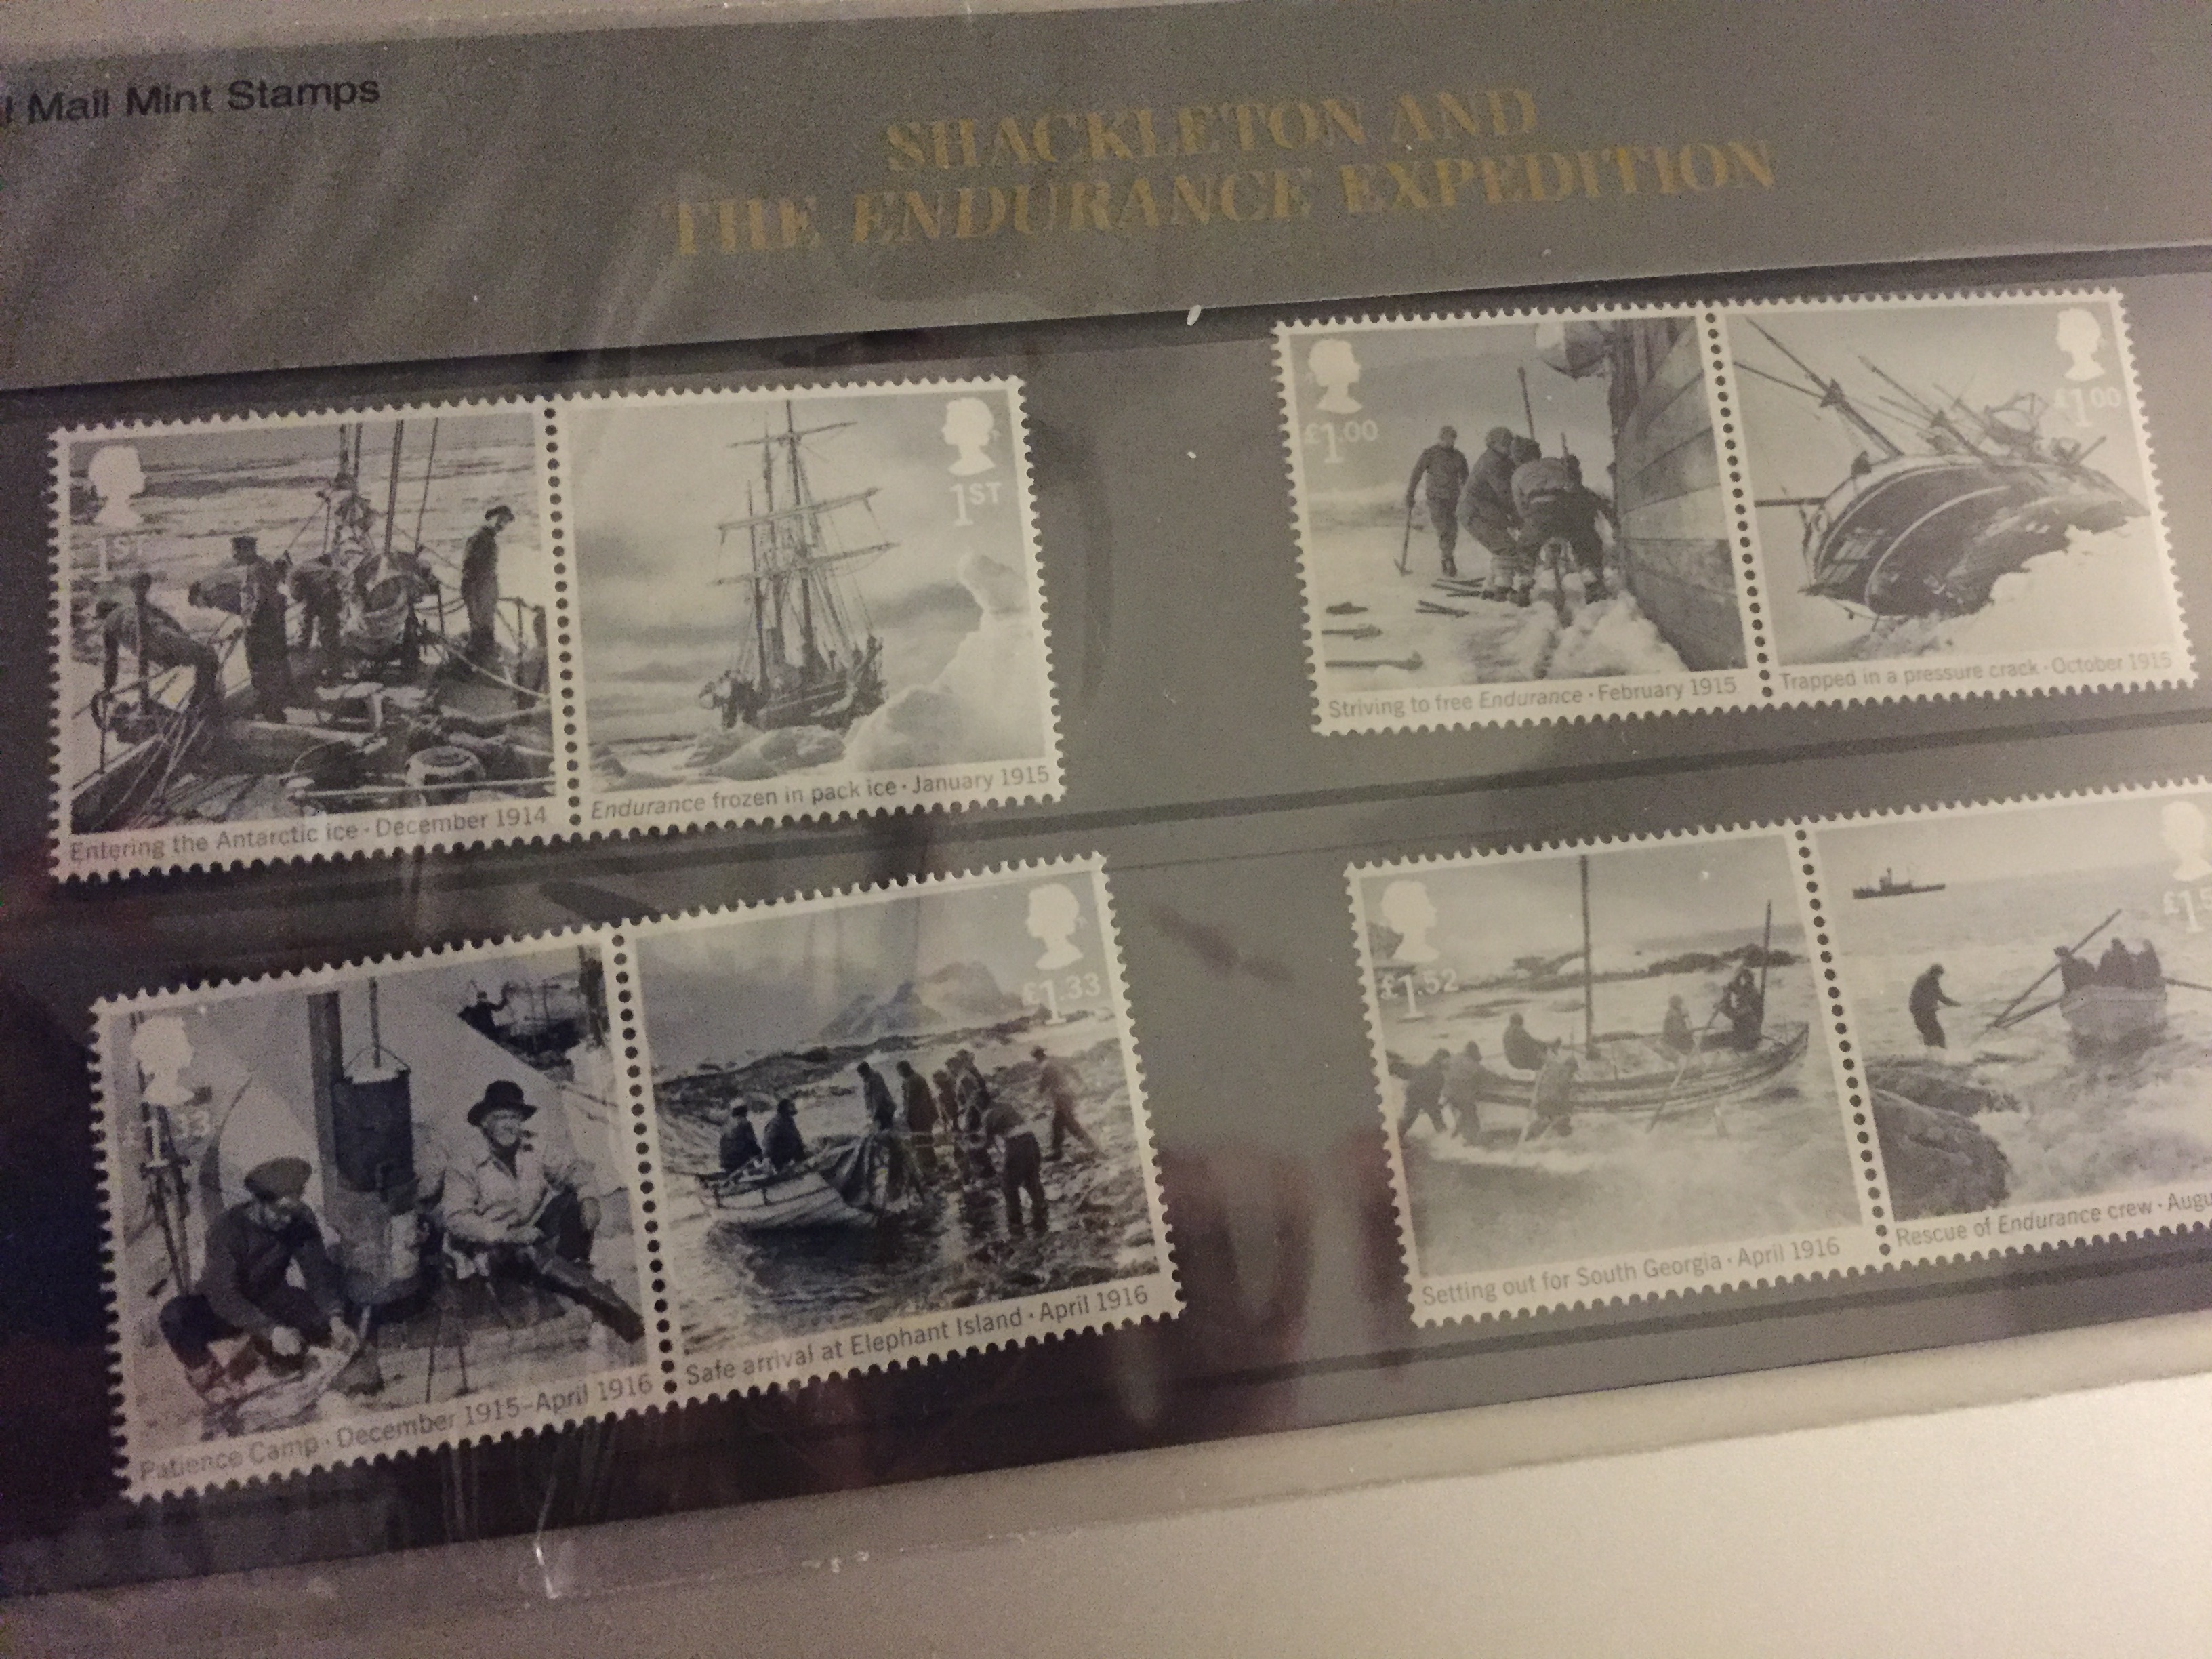 Mail Mint Stamps
SHACKLETON AND
THE ENDURANCE EXPEDITION
1ST
Entering the Antarctic ice · December 1914
1ST
Endurance frozen in pack ice · January 1915
£1.00
Striving to free Endurance · February 1915
£1.00
Trapped in a pressure crack · October 1915
Patience Camp · December 1915–April 1916
£1.33
Safe arrival at Elephant Island · April 1916
£1.52
Setting out for South Georgia · April 1916
Rescue of Endurance crew ·